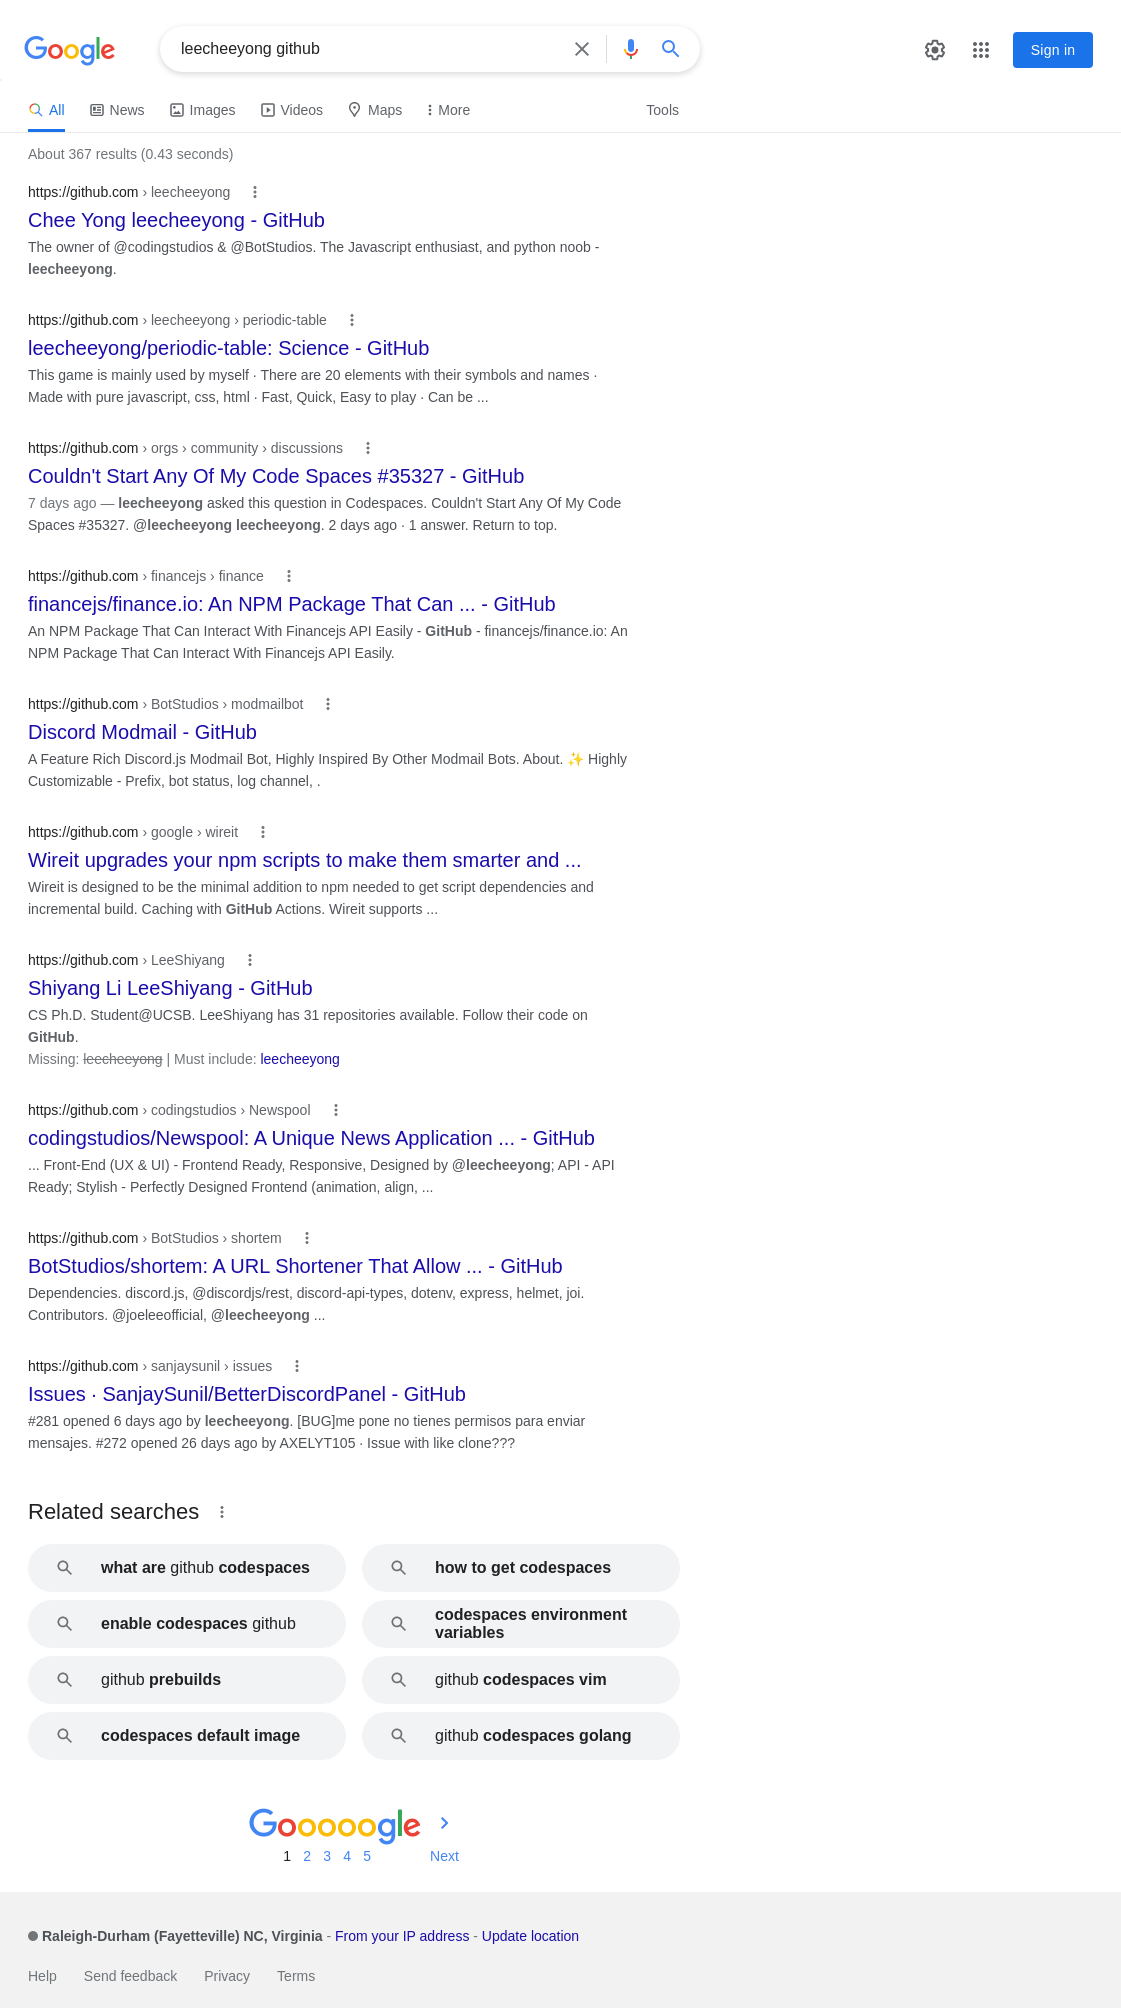 Google
leecheeyong github
Sign in
All News Images Videos Maps More Tools
About 367 results (0.43 seconds)
https://github.com › leecheeyong
Chee Yong leecheeyong - GitHub
The owner of @codingstudios & @BotStudios. The Javascript enthusiast, and python noob -
leecheeyong.
https://github.com › leecheeyong › periodic-table
leecheeyong/periodic-table: Science - GitHub
This game is mainly used by myself · There are 20 elements with their symbols and names ·
Made with pure javascript, css, html · Fast, Quick, Easy to play · Can be ...
https://github.com › orgs › community › discussions
Couldn't Start Any Of My Code Spaces #35327 - GitHub
7 days ago — leecheeyong asked this question in Codespaces. Couldn't Start Any Of My Code
Spaces #35327. @leecheeyong leecheeyong. 2 days ago · 1 answer. Return to top.
https://github.com › financejs › finance
financejs/finance.io: An NPM Package That Can ... - GitHub
An NPM Package That Can Interact With Financejs API Easily - GitHub - financejs/finance.io: An
NPM Package That Can Interact With Financejs API Easily.
https://github.com › BotStudios › modmailbot
Discord Modmail - GitHub
A Feature Rich Discord.js Modmail Bot, Highly Inspired By Other Modmail Bots. About. ✨ Highly
Customizable - Prefix, bot status, log channel, .
https://github.com › google › wireit
Wireit upgrades your npm scripts to make them smarter and ...
Wireit is designed to be the minimal addition to npm needed to get script dependencies and
incremental build. Caching with GitHub Actions. Wireit supports ...
https://github.com › LeeShiyang
Shiyang Li LeeShiyang - GitHub
CS Ph.D. Student@UCSB. LeeShiyang has 31 repositories available. Follow their code on
GitHub.
Missing: leecheeyong | Must include: leecheeyong
https://github.com › codingstudios › Newspool
codingstudios/Newspool: A Unique News Application ... - GitHub
... Front-End (UX & UI) - Frontend Ready, Responsive, Designed by @leecheeyong; API - API
Ready; Stylish - Perfectly Designed Frontend (animation, align, ...
https://github.com › BotStudios › shortem
BotStudios/shortem: A URL Shortener That Allow ... - GitHub
Dependencies. discord.js, @discordjs/rest, discord-api-types, dotenv, express, helmet, joi.
Contributors. @joeleeofficial, @leecheeyong ...
https://github.com › sanjaysunil › issues
Issues · SanjaySunil/BetterDiscordPanel - GitHub
#281 opened 6 days ago by leecheeyong. [BUG]me pone no tienes permisos para enviar
mensajes. #272 opened 26 days ago by AXELYT105 · Issue with like clone???
Related searches
what are github codespaces
how to get codespaces
enable codespaces github
codespaces environment
variables
github prebuilds
github codespaces vim
codespaces default image
github codespaces golang
Gooooogle
1 2 3 4 5 Next
Raleigh-Durham (Fayetteville) NC, Virginia - From your IP address - Update location
Help Send feedback Privacy Terms